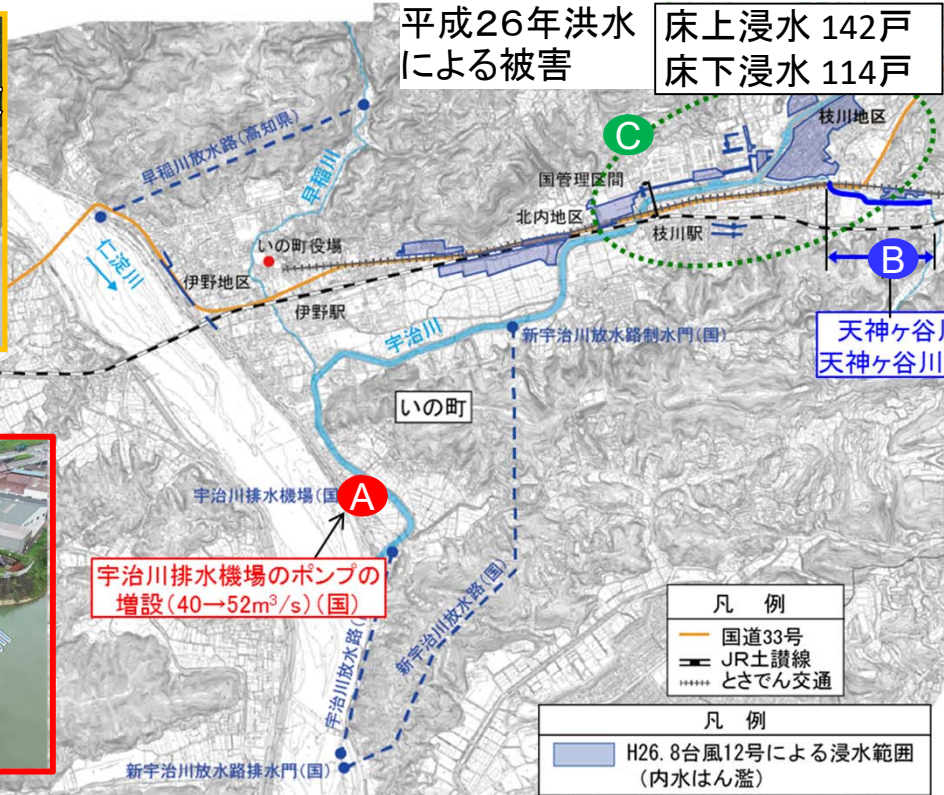 平成26年洪水
による被害
床上浸水 142戸
床下浸水 114戸
枝川地区
C
早稲川放水路(高知県)
早稲川
国管理区間
北内地区
枝川駅
いの町役場
仁淀川
伊野地区
伊野駅
B
宇治川
新宇治川放水路制水門(国)
天神ヶ谷
天神ヶ谷川
いの町
宇治川排水機場(国
A
宇治川排水機場のポンプの
増設(40→52m³/s)(国)
新宇治川放水路(国)
宇治川放水路(
新宇治川放水路排水門(国)
凡 例
国道33号
JR土讃線
とさでん交通
凡 例
H26.8台風12号による浸水範囲
(内水はん濫)